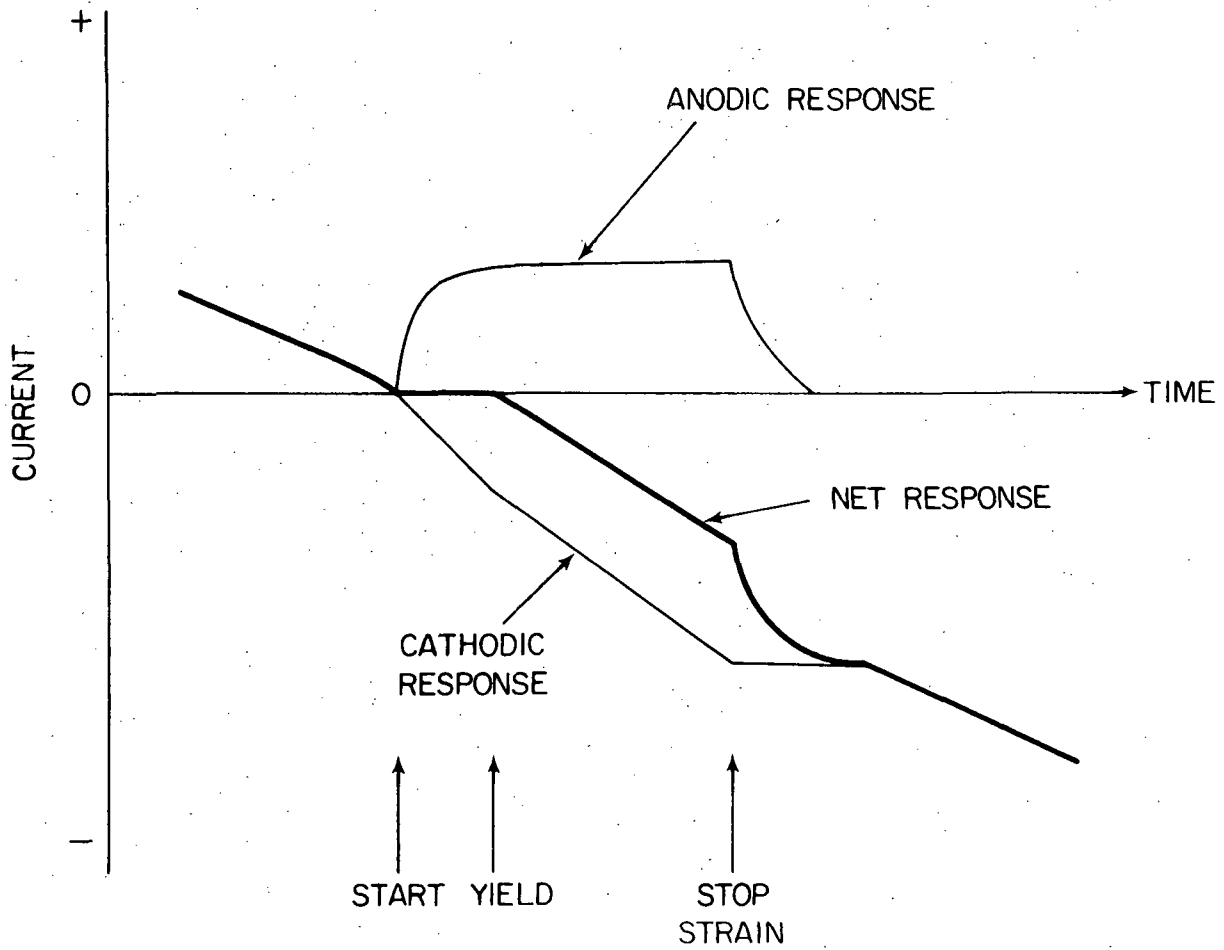 +
ANODIC RESPONSE
CURRENT
0
TIME
NET RESPONSE
CATHODIC
RESPONSE
−
START
YIELD
STOP
STRAIN